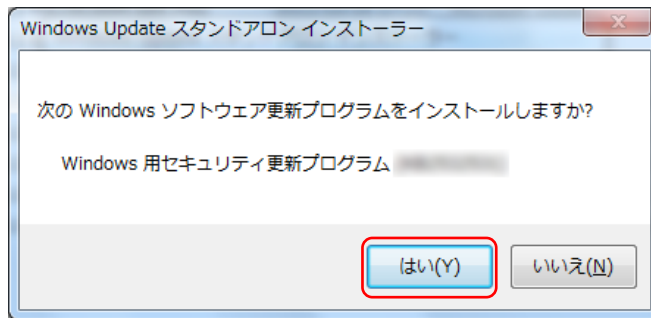 Windows Update スタンドアロン インストーラー
次の Windows ソフトウェア更新プログラムをインストールしますか?
Windows 用セキュリティ更新プログラム
はい(Y)
いいえ(N)